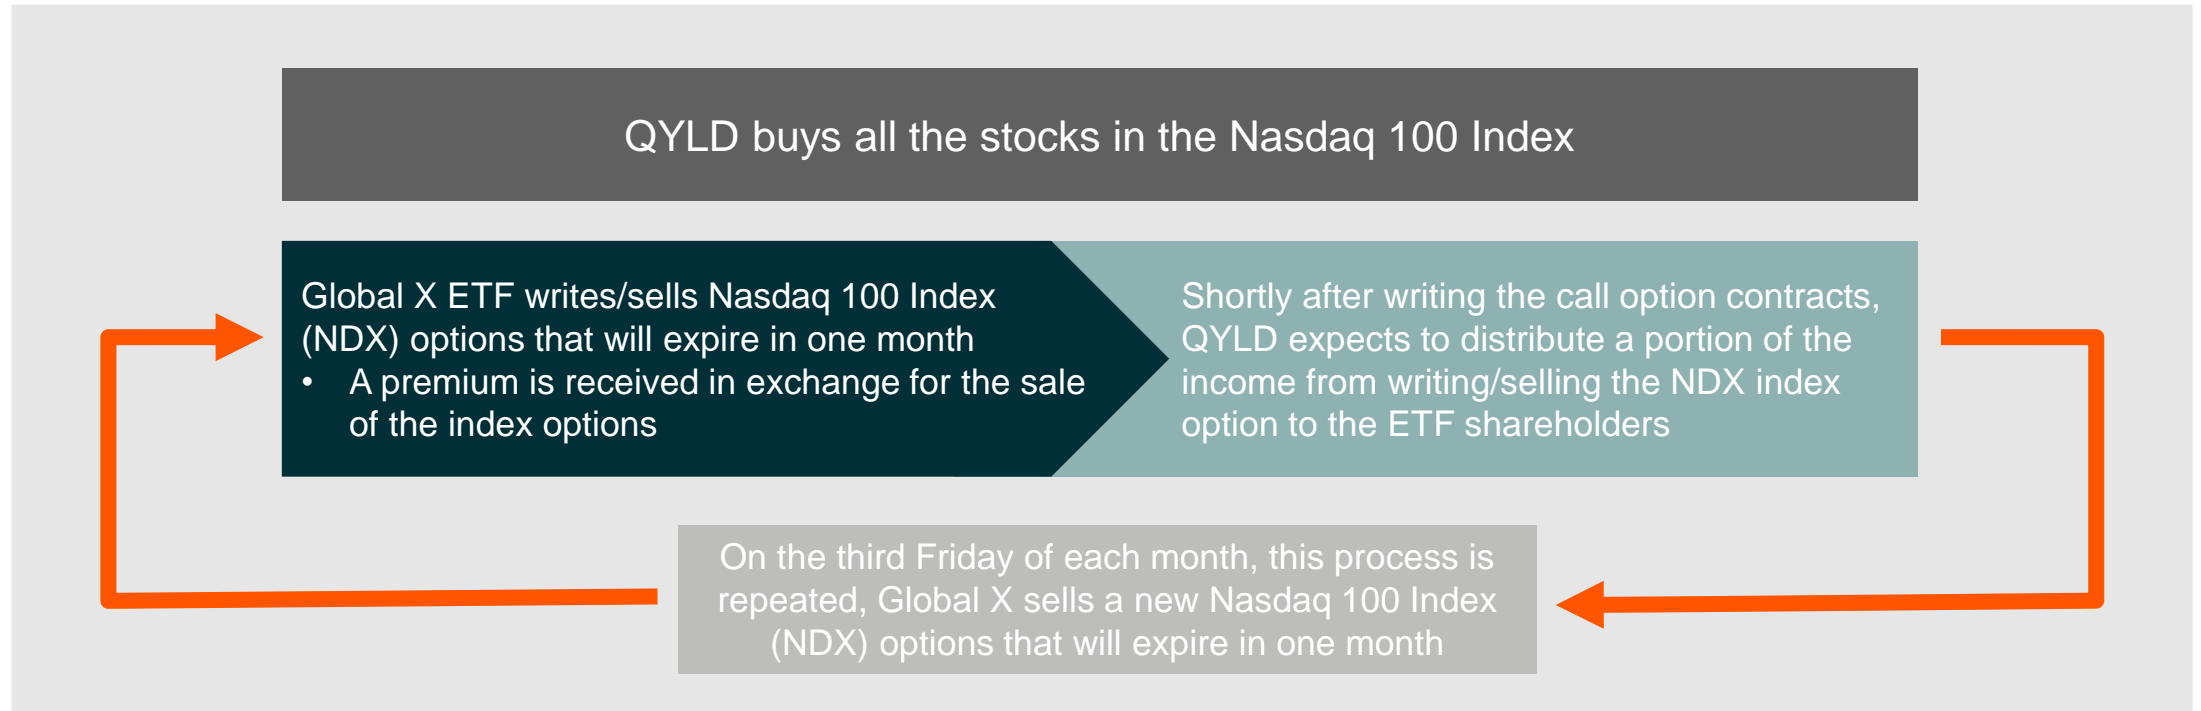 QYLD buys all the stocks in the Nasdaq 100 Index
Global X ETF writes/sells Nasdaq 100 Index
(NDX) options that will expire in one month
• A premium is received in exchange for the sale
of the index options
Shortly after writing the call option contracts,
QYLD expects to distribute a portion of the
income from writing/selling the NDX index
option to the ETF shareholders
On the third Friday of each month, this process is
repeated, Global X sells a new Nasdaq 100 Index
(NDX) options that will expire in one month